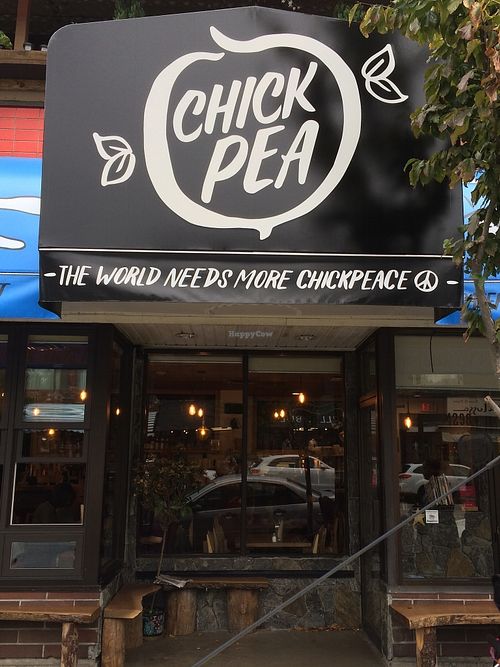 CHICK
PEA
-THE WORLD NEEDS MORE CHICKPEACE ☮-
HappyCow